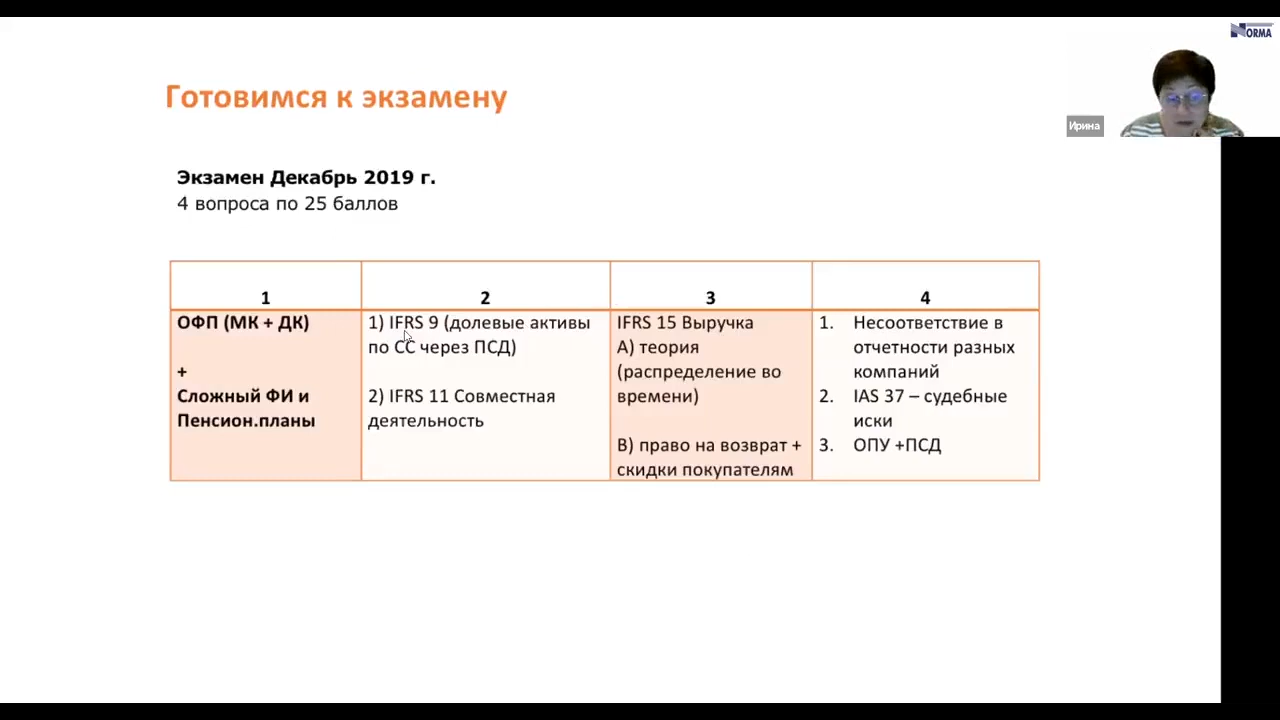 NORMA
Готовимся к экзамену
Ирина
Экзамен Декабрь 2019 г.
4 вопроса по 25 баллов
1
2
3
4
ОФП (МК + ДК)
+
Сложный ФИ и
Пенсион.планы
1) IFRS 9 (долевые активы
по СС через ПСД)
2) IFRS 11 Совместная
деятельность
IFRS 15 Выручка
А) теория
(распределение во
времени)
В) право на возврат +
скидки покупателям
1. Несоответствие в
отчетности разных
компаний
2. IAS 37 – судебные
иски
3. ОПУ +ПСД